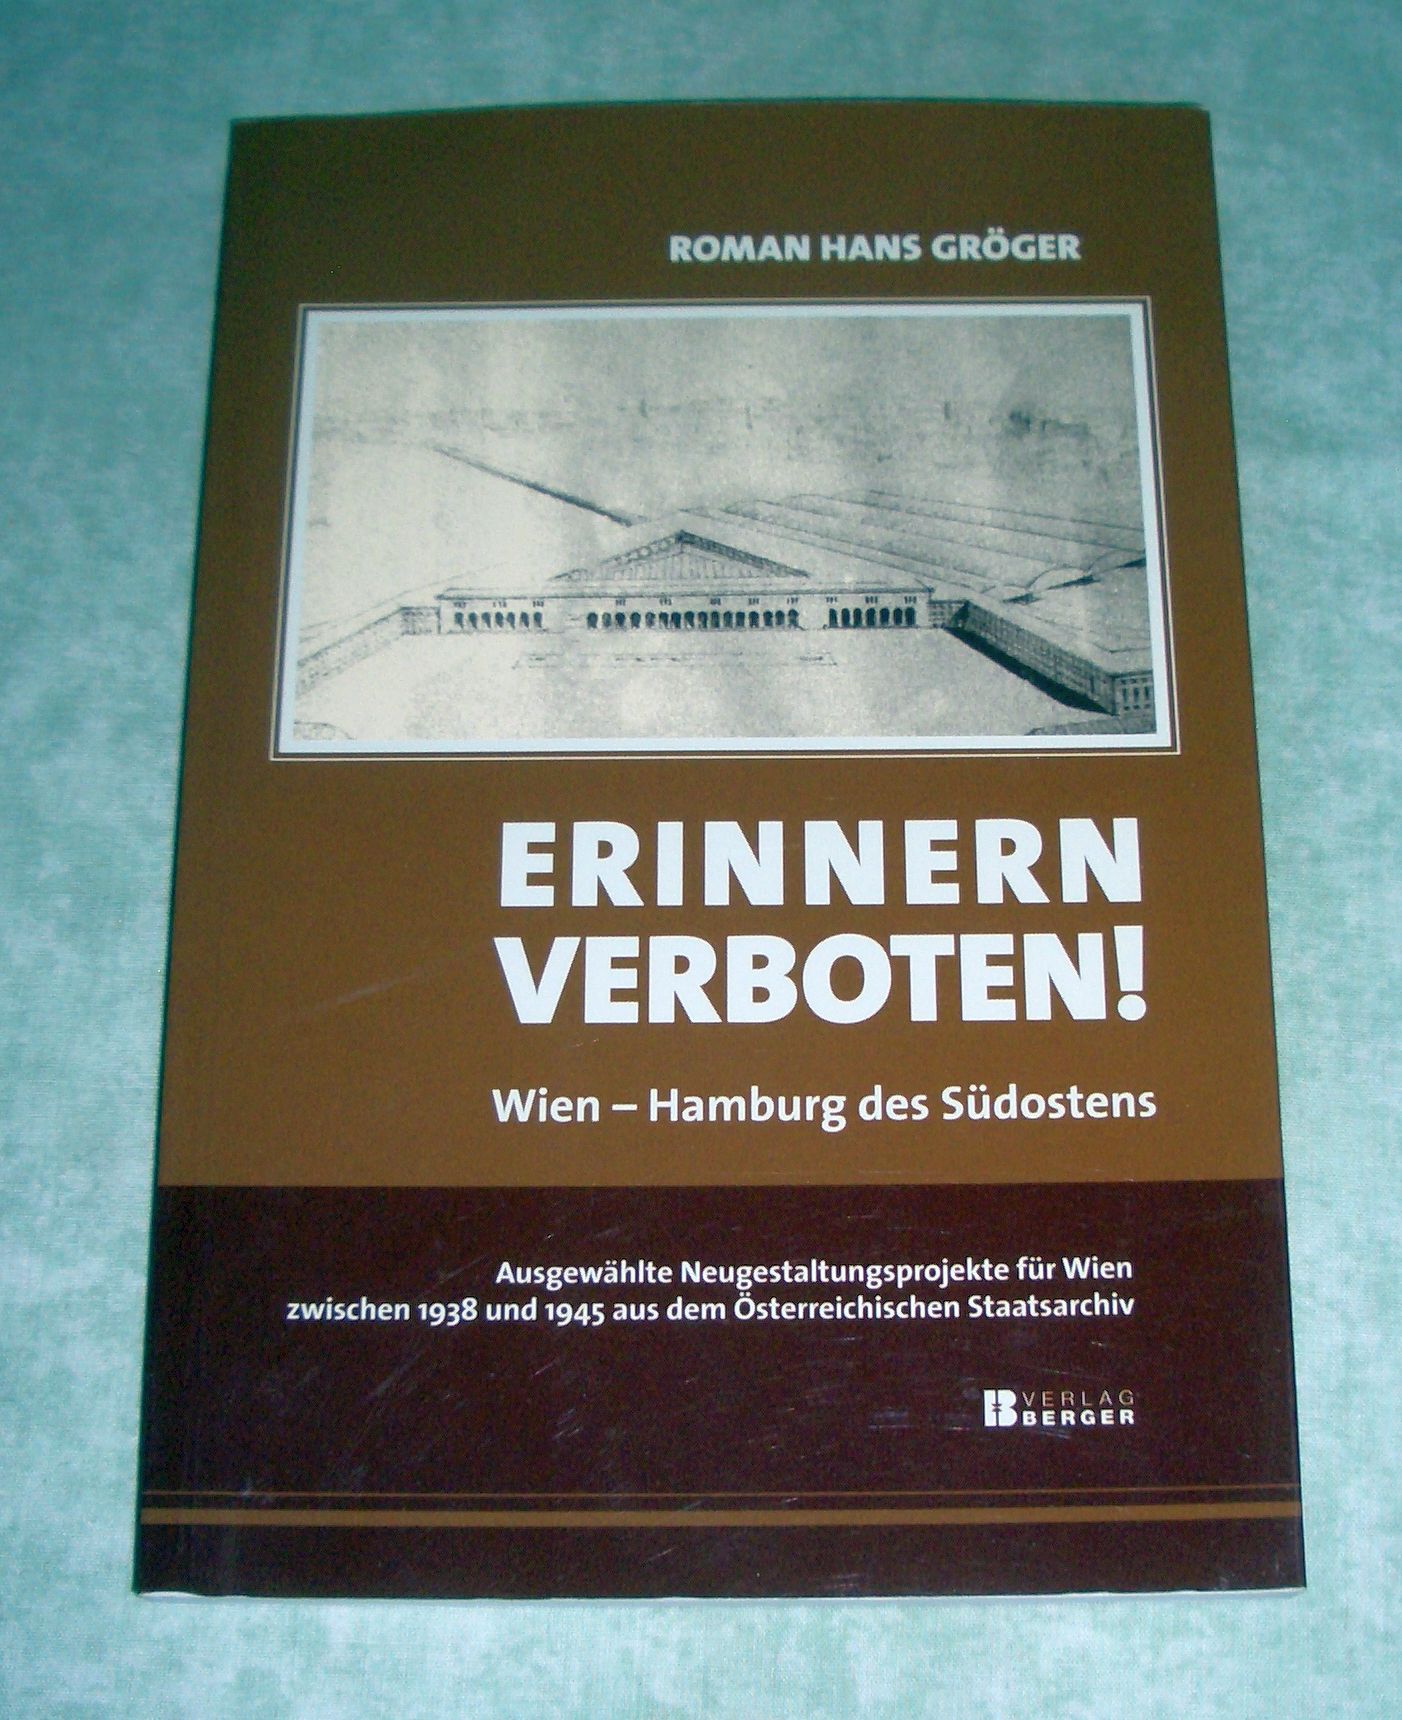 ROMAN HANS GRÖGER
ERINNERN
VERBOTEN!
Wien – Hamburg des Südostens
Ausgewählte Neugestaltungsprojekte für Wien
zwischen 1938 und 1945 aus dem Österreichischen Staatsarchiv
VERLAG
BERGER